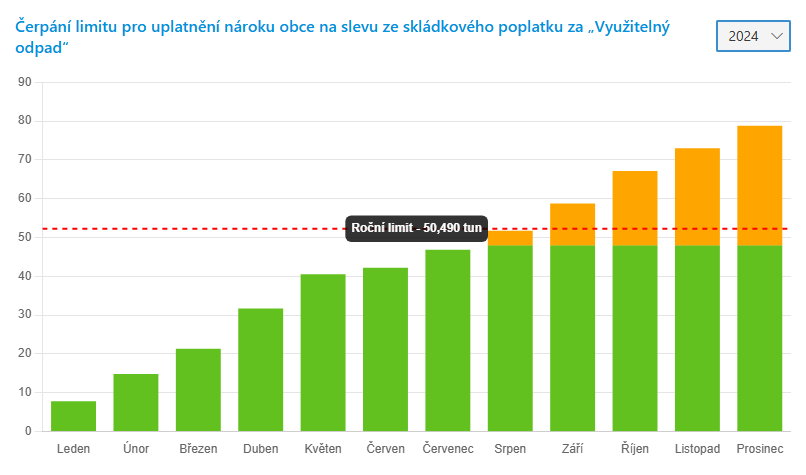 Čerpání limitu pro uplatnění nároku obce na slevu ze skládkového poplatku za „Využitelný
odpad“
2024
90
80
70
60
50
40
30
20
10
0
Roční limit - 50,490 tun
Leden Únor Březen Duben Květen Červen Červenec Srpen Září Říjen Listopad Prosinec